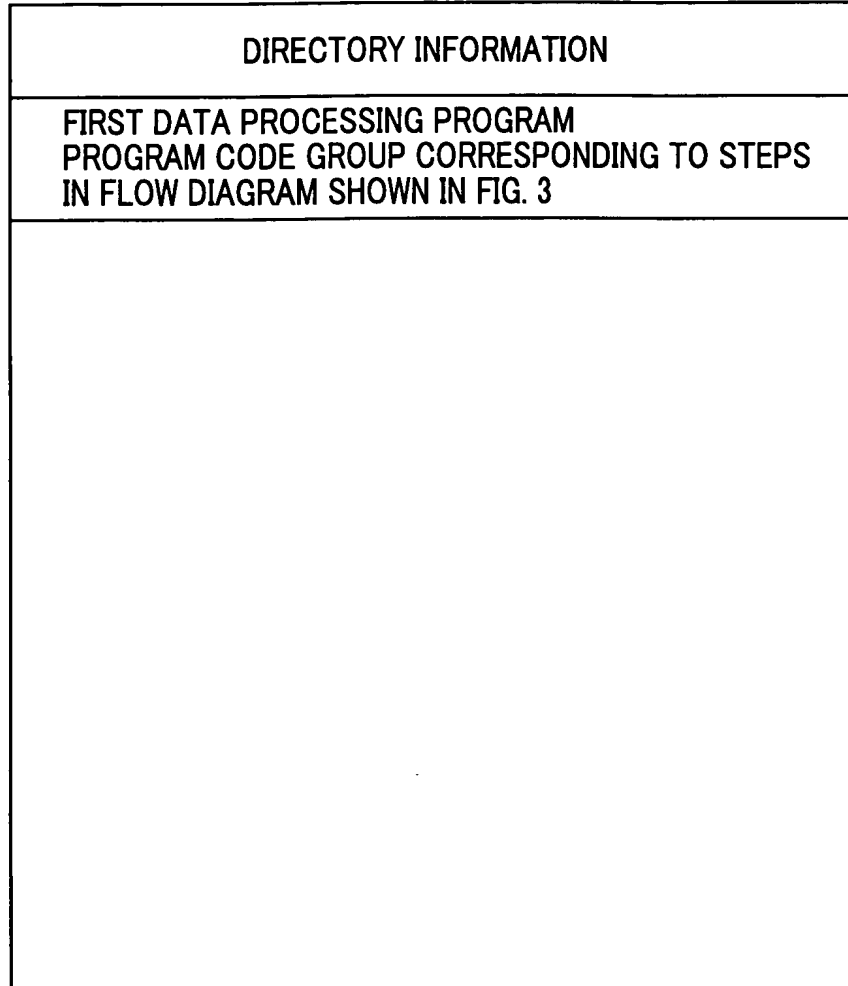 DIRECTORY INFORMATION
FIRST DATA PROCESSING PROGRAM
PROGRAM CODE GROUP CORRESPONDING TO STEPS
IN FLOW DIAGRAM SHOWN IN FIG. 3